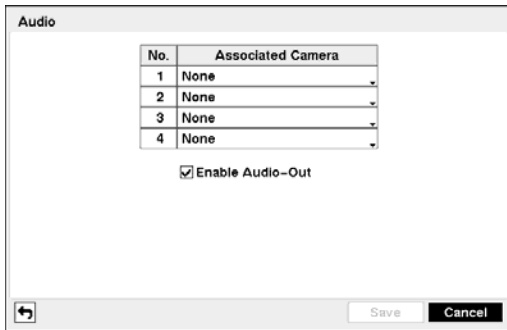 Audio
No. Associated Camera
1 None
2 None
3 None
4 None
Enable Audio-Out
Save Cancel